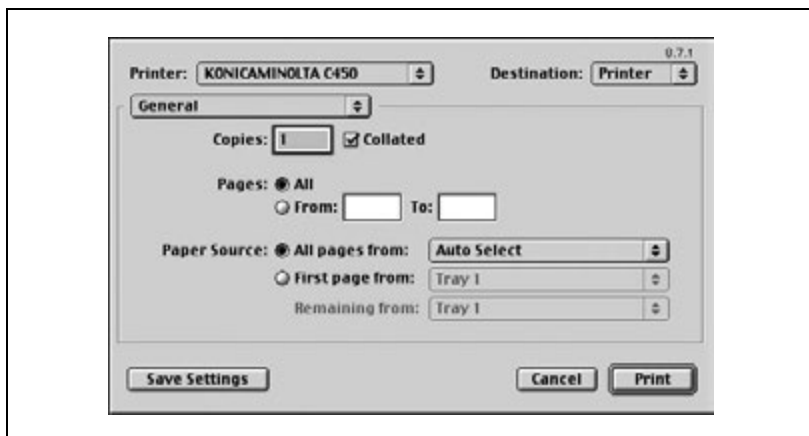 8.7.1
Printer: KONICAMINOLTA C450 Destination: Printer
General
Copies: 1 Collated
Pages: All
From: To:
Paper Source: All pages from: Auto Select
First page from: Tray 1
Remaining from: Tray 1
Save Settings Cancel Print